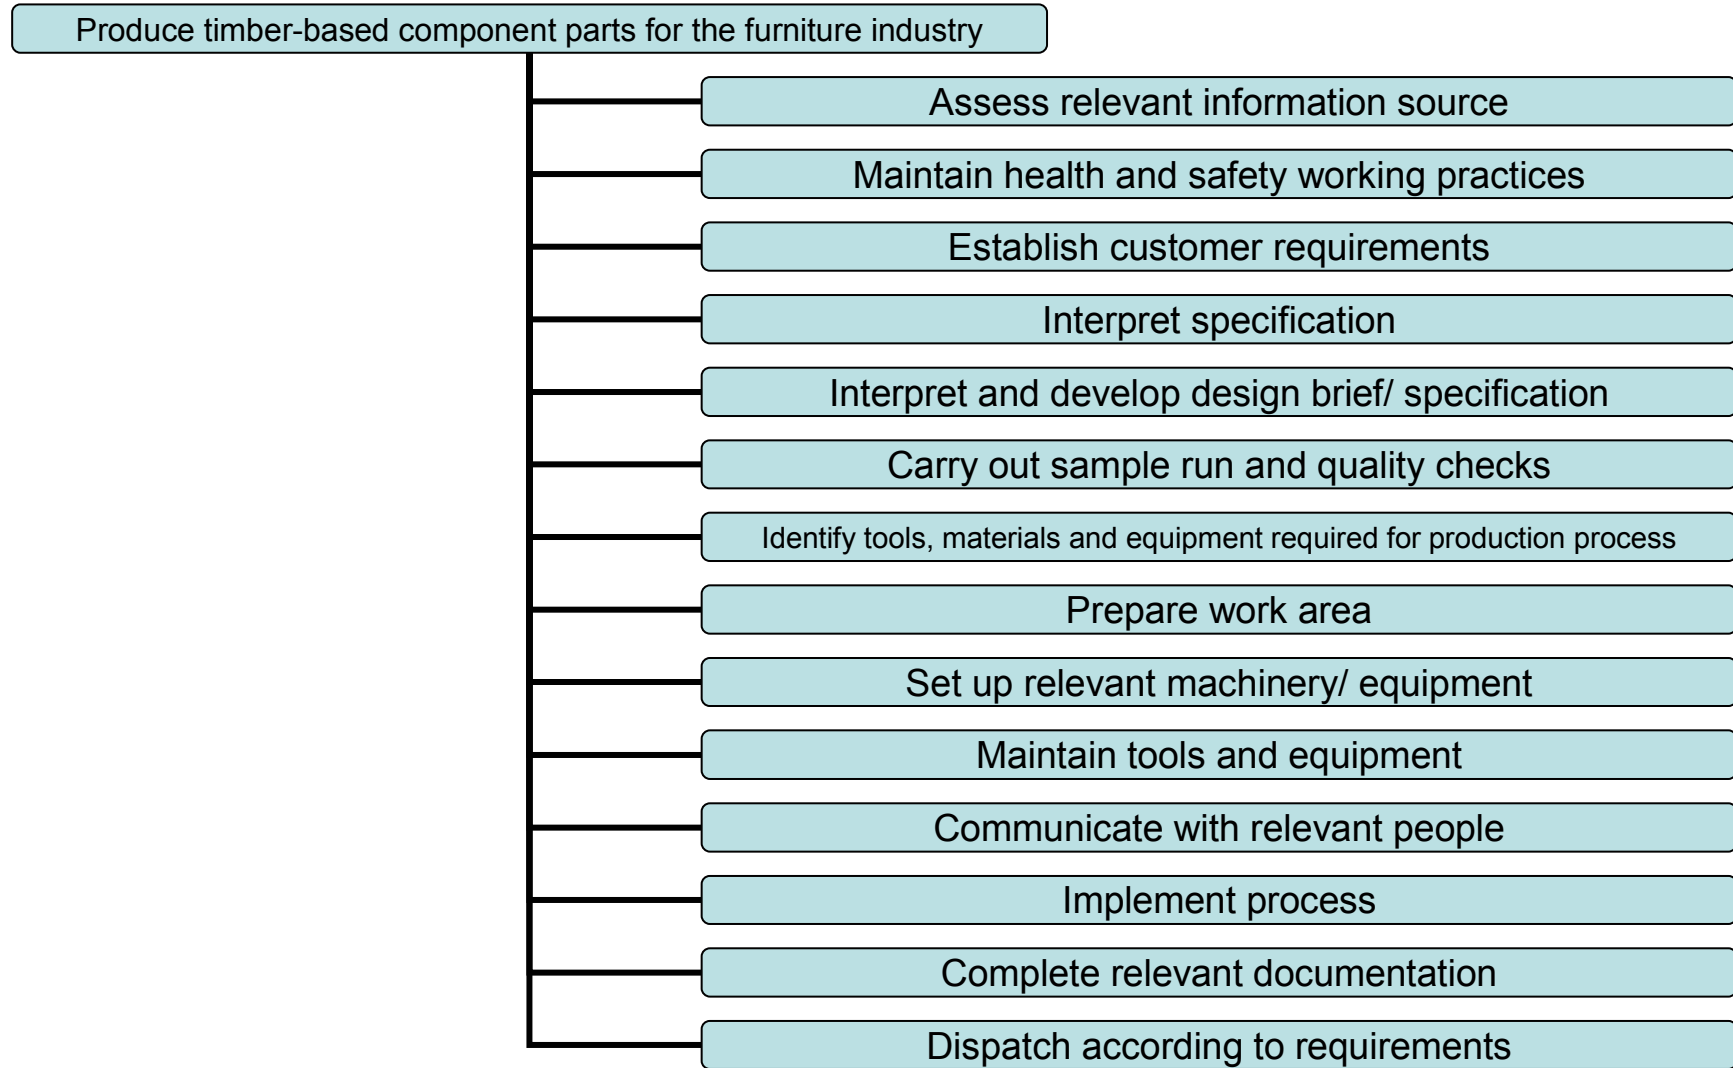 Produce timber-based component parts for the furniture industry
Assess relevant information source
Maintain health and safety working practices
Establish customer requirements
Interpret specification
Interpret and develop design brief/ specification
Carry out sample run and quality checks
Identify tools, materials and equipment required for production process
Prepare work area
Set up relevant machinery/ equipment
Maintain tools and equipment
Communicate with relevant people
Implement process
Complete relevant documentation
Dispatch according to requirements